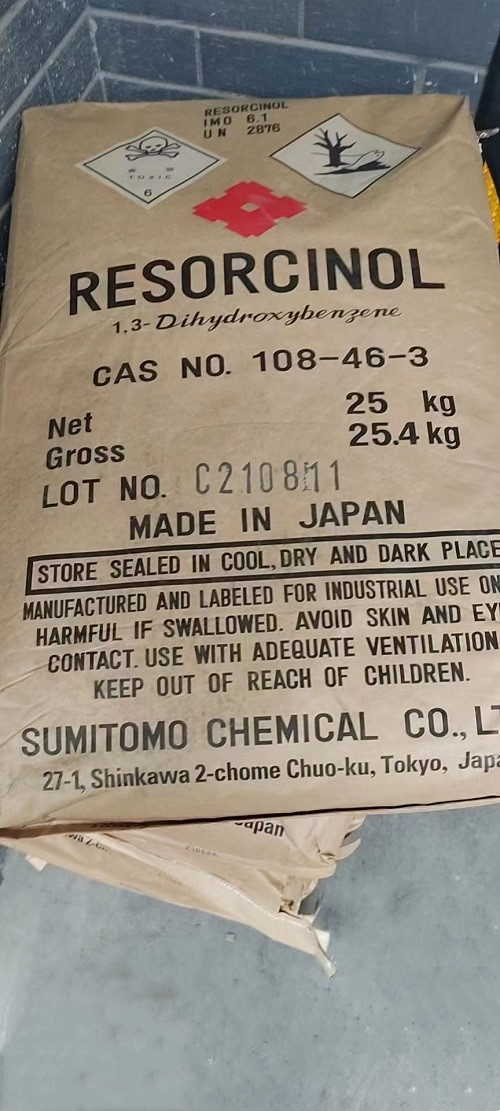 RESORCINOL
IMO 6.1
UN 2876
TOXIC
6
RESORCINOL
1.3-Dihydroxybenzene
CAS NO. 108-46-3
Net 25 kg
Gross 25.4 kg
LOT NO. C210811
MADE IN JAPAN
STORE SEALED IN COOL, DRY AND DARK PLACE
MANUFACTURED AND LABELED FOR INDUSTRIAL USE ON
HARMFUL IF SWALLOWED. AVOID SKIN AND EY
CONTACT. USE WITH ADEQUATE VENTILATION
KEEP OUT OF REACH OF CHILDREN.
SUMITOMO CHEMICAL CO., LT
27-1, Shinkawa 2-chome Chuo-ku, Tokyo, Japa
apan